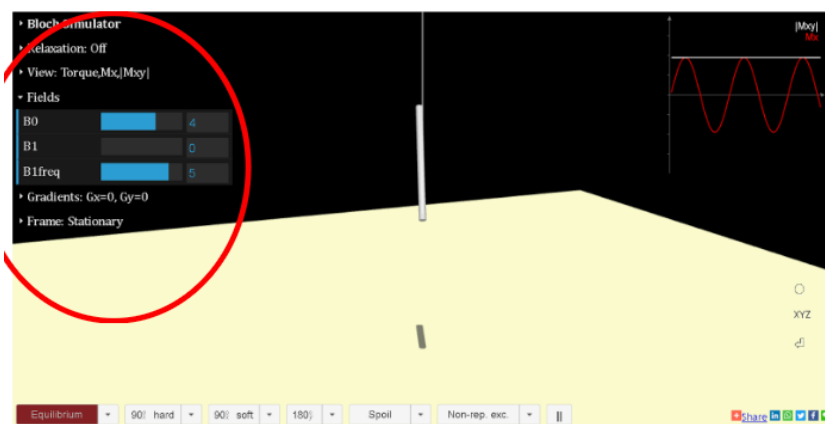 Bloch Simulator
Relaxation: Off
View: Torque,Mx,|Mxy|
Fields
B0 4
B1 0
B1freq 5
Gradients: Gx=0, Gy=0
Frame: Stationary
|Mxy|
Mx
XYZ
Equilibrium 90° hard 90° soft 180° Spoil Non-rep. exc. ||
Share